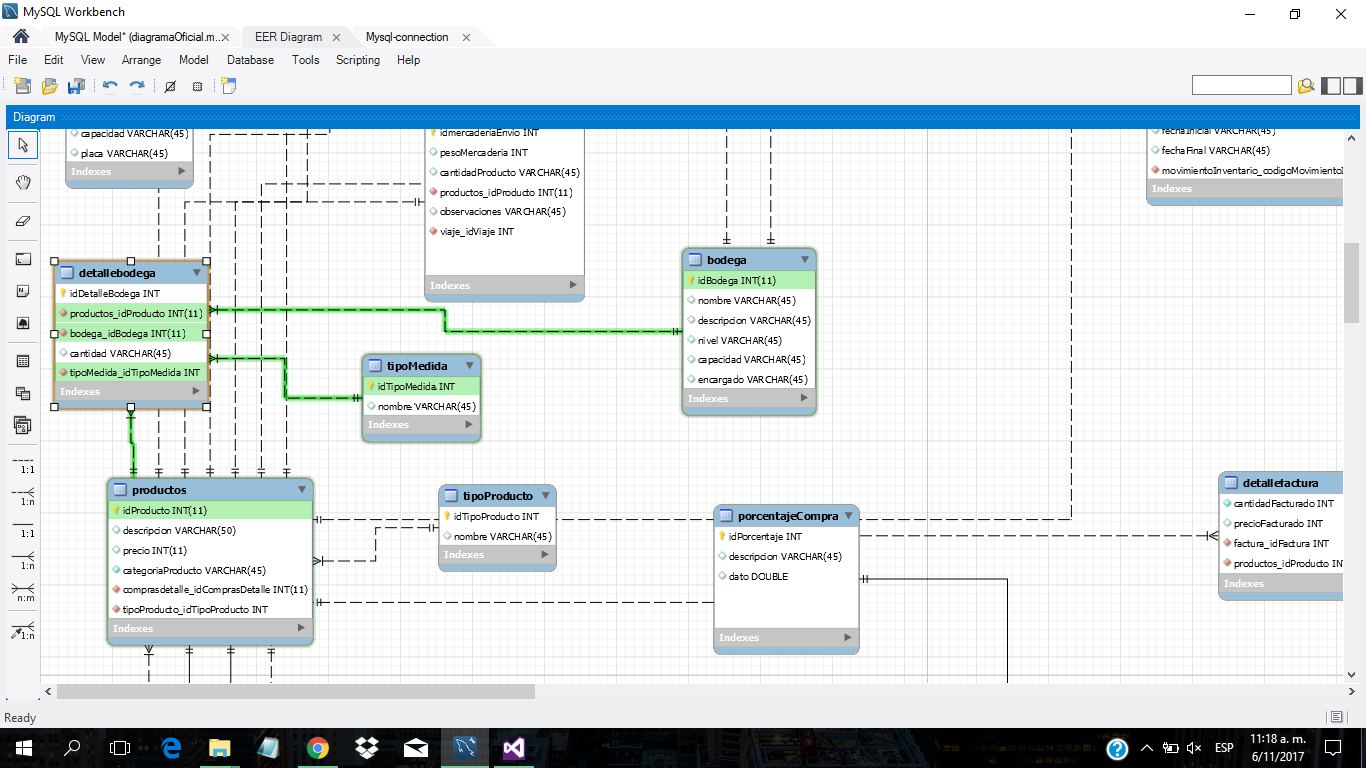 MySQL Workbench
MySQL Model* (diagramaOficial.m..
EER Diagram
Mysql-connection
File Edit View Arrange Model Database Tools Scripting Help
Diagram
capacidad VARCHAR(45)
placa VARCHAR(45)
Indexes
idmercaderiaEnvio INT
pesoMercaderia INT
cantidadProducto VARCHAR(45)
productos_idProducto INT(11)
observaciones VARCHAR(45)
viaje_idViaje INT
Indexes
fechaInicial VARCHAR(45)
fechaFinal VARCHAR(45)
movimientoInventario_codigoMovimientoI
Indexes
detallebodega
idDetalleBodega INT
productos_idProducto INT(11)
bodega_idBodega INT(11)
cantidad VARCHAR(45)
tipoMedida_idTipoMedida INT
Indexes
bodega
idBodega INT(11)
nombre VARCHAR(45)
descripcion VARCHAR(45)
nivel VARCHAR(45)
capacidad VARCHAR(45)
encargado VARCHAR(45)
Indexes
tipoMedida
idTipoMedida INT
nombre VARCHAR(45)
Indexes
productos
idProducto INT(11)
descripcion VARCHAR(50)
precio INT(11)
categoriaProducto VARCHAR(45)
comprasdetalle_idComprasDetalle INT(11)
tipoProducto_idTipoProducto INT
Indexes
tipoProducto
idTipoProducto INT
nombre VARCHAR(45)
Indexes
porcentajeCompra
idPorcentaje INT
descripcion VARCHAR(45)
dato DOUBLE
Indexes
detallefactura
cantidadFacturado INT
precioFacturado INT
factura_idFactura INT
productos_idProducto IN
Indexes
1:1
1:n
1:1
1:n
n:m
1:n
Ready
ESP
11:18 a. m.
6/11/2017